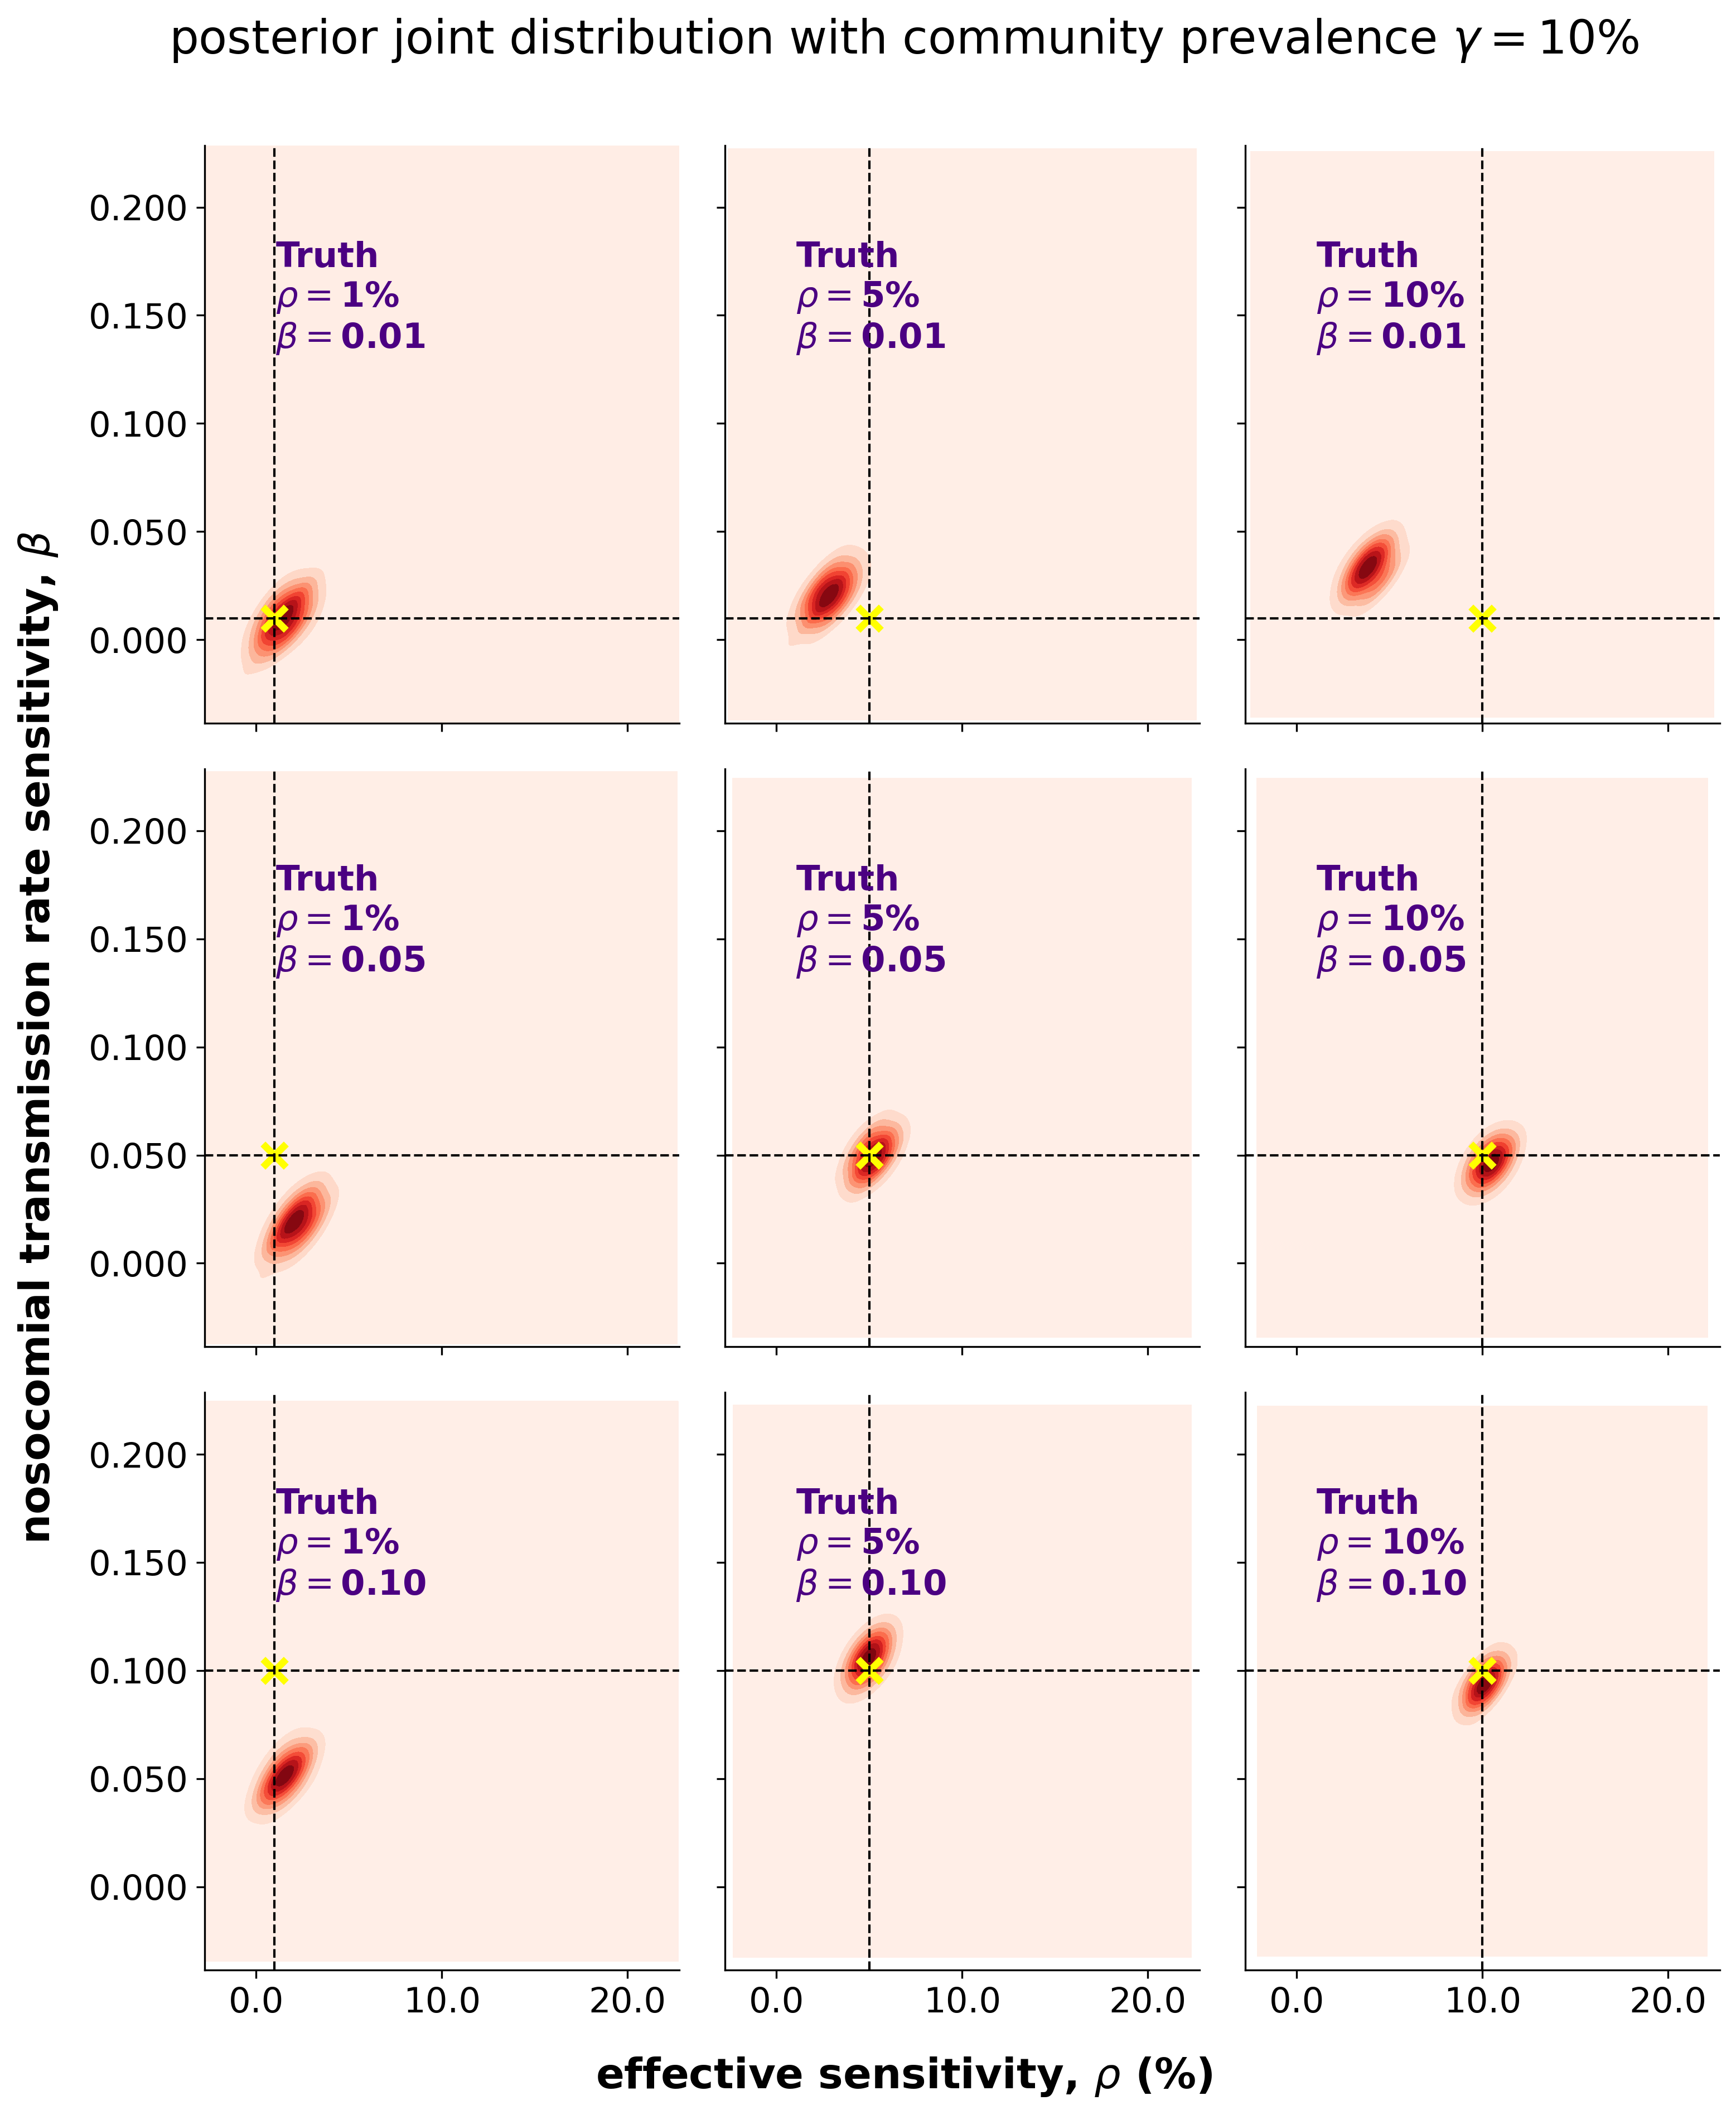 posterior joint distribution with community prevalence γ = 10%
nosocomial transmission rate sensitivity, β
0.200
0.150
0.100
0.050
0.000
Truth
ρ = 1%
β = 0.01
Truth
ρ = 5%
β = 0.01
Truth
ρ = 10%
β = 0.01
0.200
0.150
0.100
0.050
0.000
Truth
ρ = 1%
β = 0.05
Truth
ρ = 5%
β = 0.05
Truth
ρ = 10%
β = 0.05
0.200
0.150
0.100
0.050
0.000
Truth
ρ = 1%
β = 0.10
Truth
ρ = 5%
β = 0.10
Truth
ρ = 10%
β = 0.10
0.0 10.0 20.0
0.0 10.0 20.0
0.0 10.0 20.0
effective sensitivity, ρ (%)